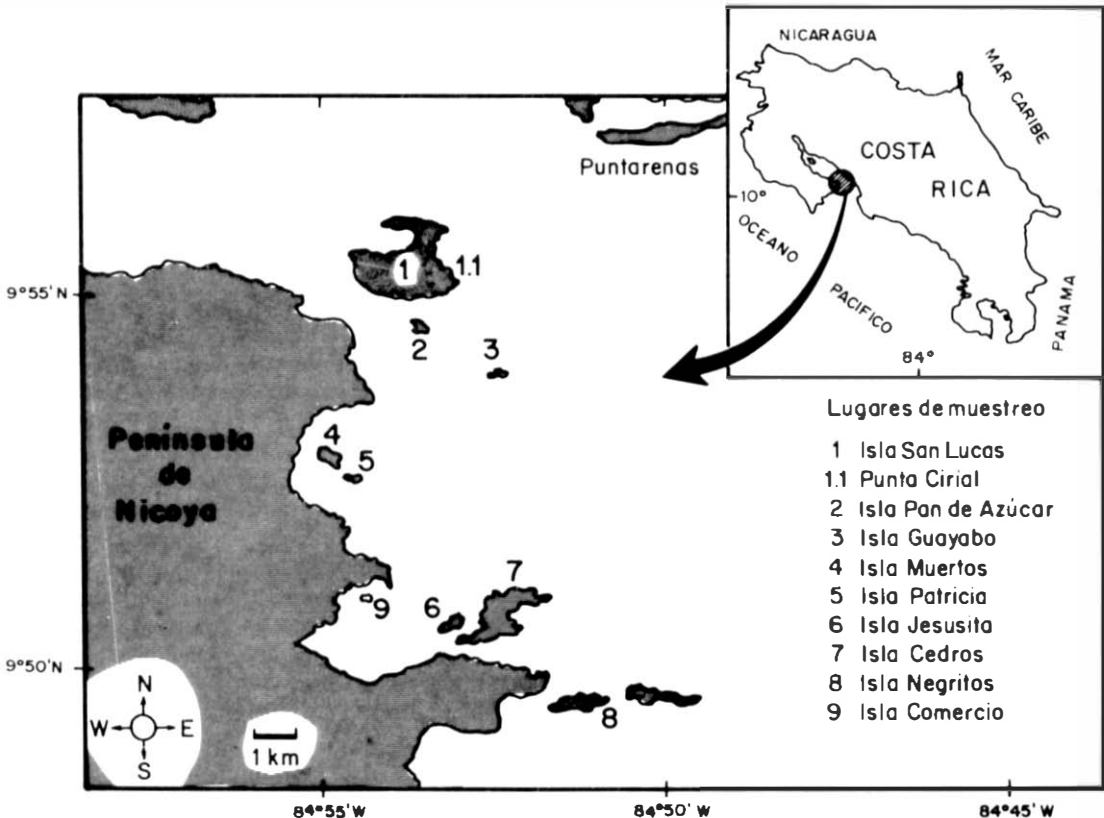 NICARAGUA
MAR CARIBE
COSTA
RICA
10°
OCEANO
PACIFICO
PANAMA
84°
Puntarenas
1
1.1
9°55'N
2
3
Península
de
Nicoya
4
5
7
9
6
9°50'N
8
N
W
E
S
1 km
84°55'W
84°50'W
84°45'W
Lugares de muestreo
1 Isla San Lucas
1.1 Punta Cirial
2 Isla Pan de Azúcar
3 Isla Guayabo
4 Isla Muertos
5 Isla Patricia
6 Isla Jesusita
7 Isla Cedros
8 Isla Negritos
9 Isla Comercio